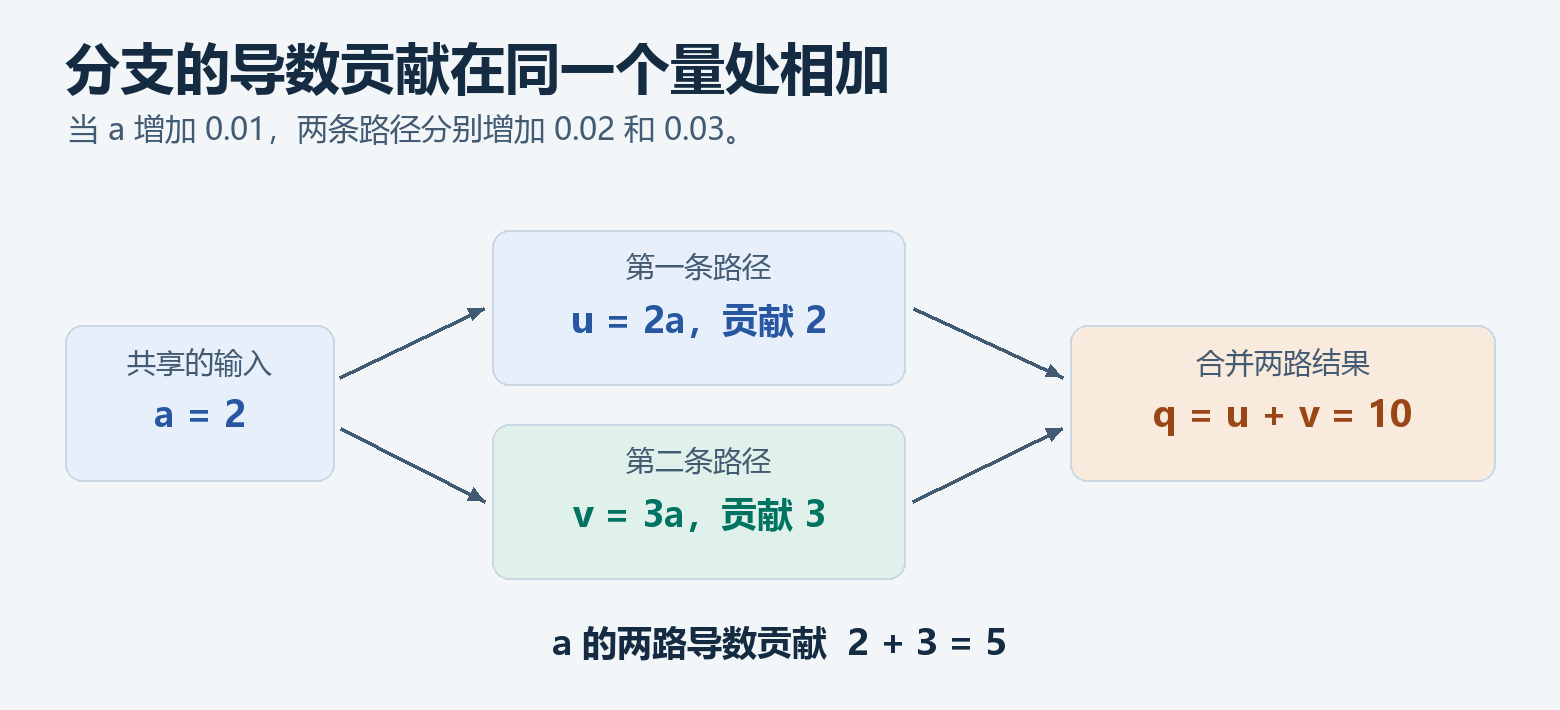 分支的导数贡献在同一个量处相加
当 a 增加 0.01，两条路径分别增加 0.02 和 0.03。
第一条路径
u = 2a，贡献 2
共享的输入
a = 2
合并两路结果
q = u + v = 10
第二条路径
v = 3a，贡献 3
a 的两路导数贡献 2 + 3 = 5